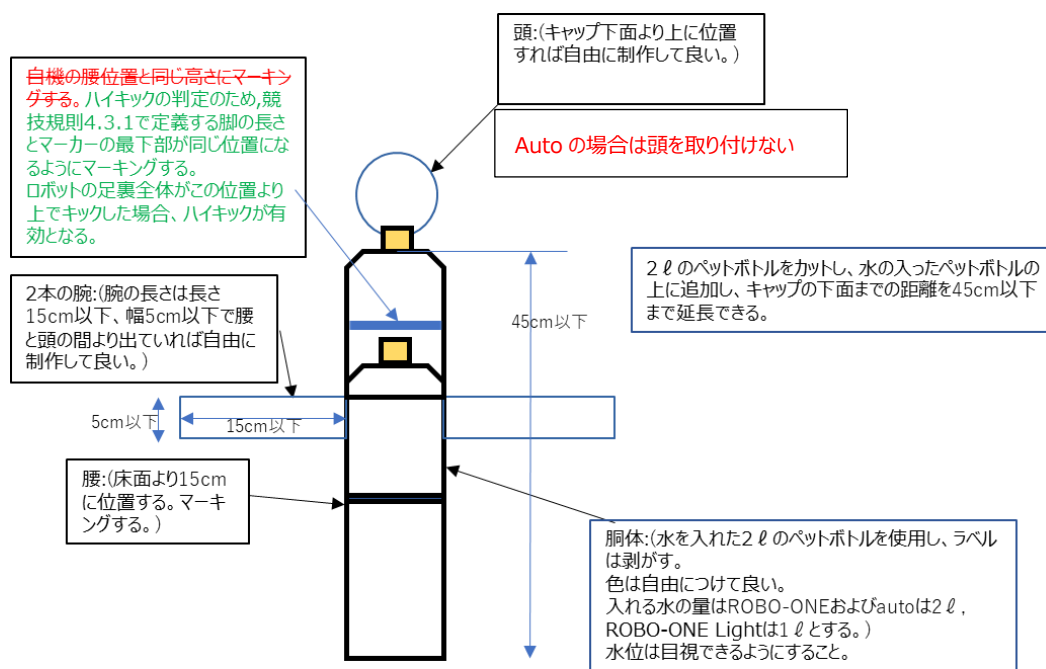 頭:(キャップ下面より上に位置
すれば自由に制作して良い。)
自機の腰位置と同じ高さにマーキン
グする。ハイキックの判定のため,競
技規則4.3.1で定義する脚の長さ
とマーカーの最下部が同じ位置にな
るようにマーキングする。
ロボットの足裏全体がこの位置より
上でキックした場合、ハイキックが有
効となる。
Auto の場合は頭を取り付けない
2ℓのペットボトルをカットし、水の入ったペットボトルの
上に追加し、キャップの下面までの距離を45cm以下
まで延長できる。
2本の腕:(腕の長さは長さ
15cm以下、幅5cm以下で腰
と頭の間より出ていれば自由に
制作して良い。)
45cm以下
5cm以下
15cm以下
腰:(床面より15cm
に位置する。マーキ
ングする。)
胴体:(水を入れた2ℓのペットボトルを使用し、ラベル
は剥がす。
色は自由につけて良い。
入れる水の量はROBO-ONEおよびautoは2ℓ,
ROBO-ONE Lightは1ℓとする。)
水位は目視できるようにすること。